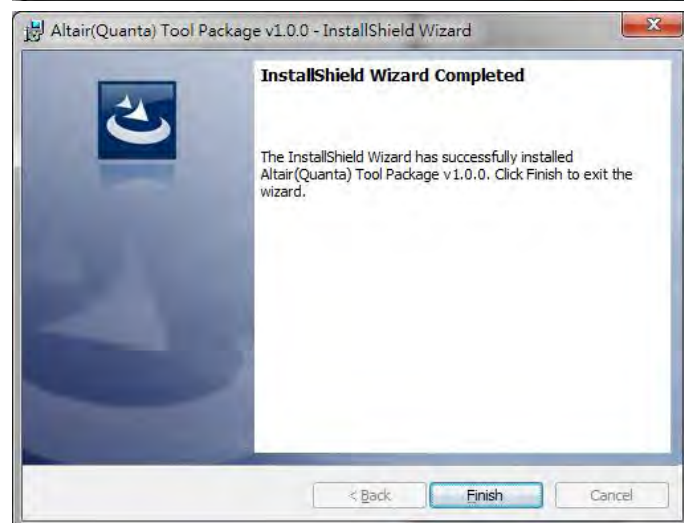 Altair(Quanta) Tool Package v1.0.0 - InstallShield Wizard
InstallShield Wizard Completed
The InstallShield Wizard has successfully installed
Altair(Quanta) Tool Package v1.0.0. Click Finish to exit the
wizard.
< Back
Finish
Cancel